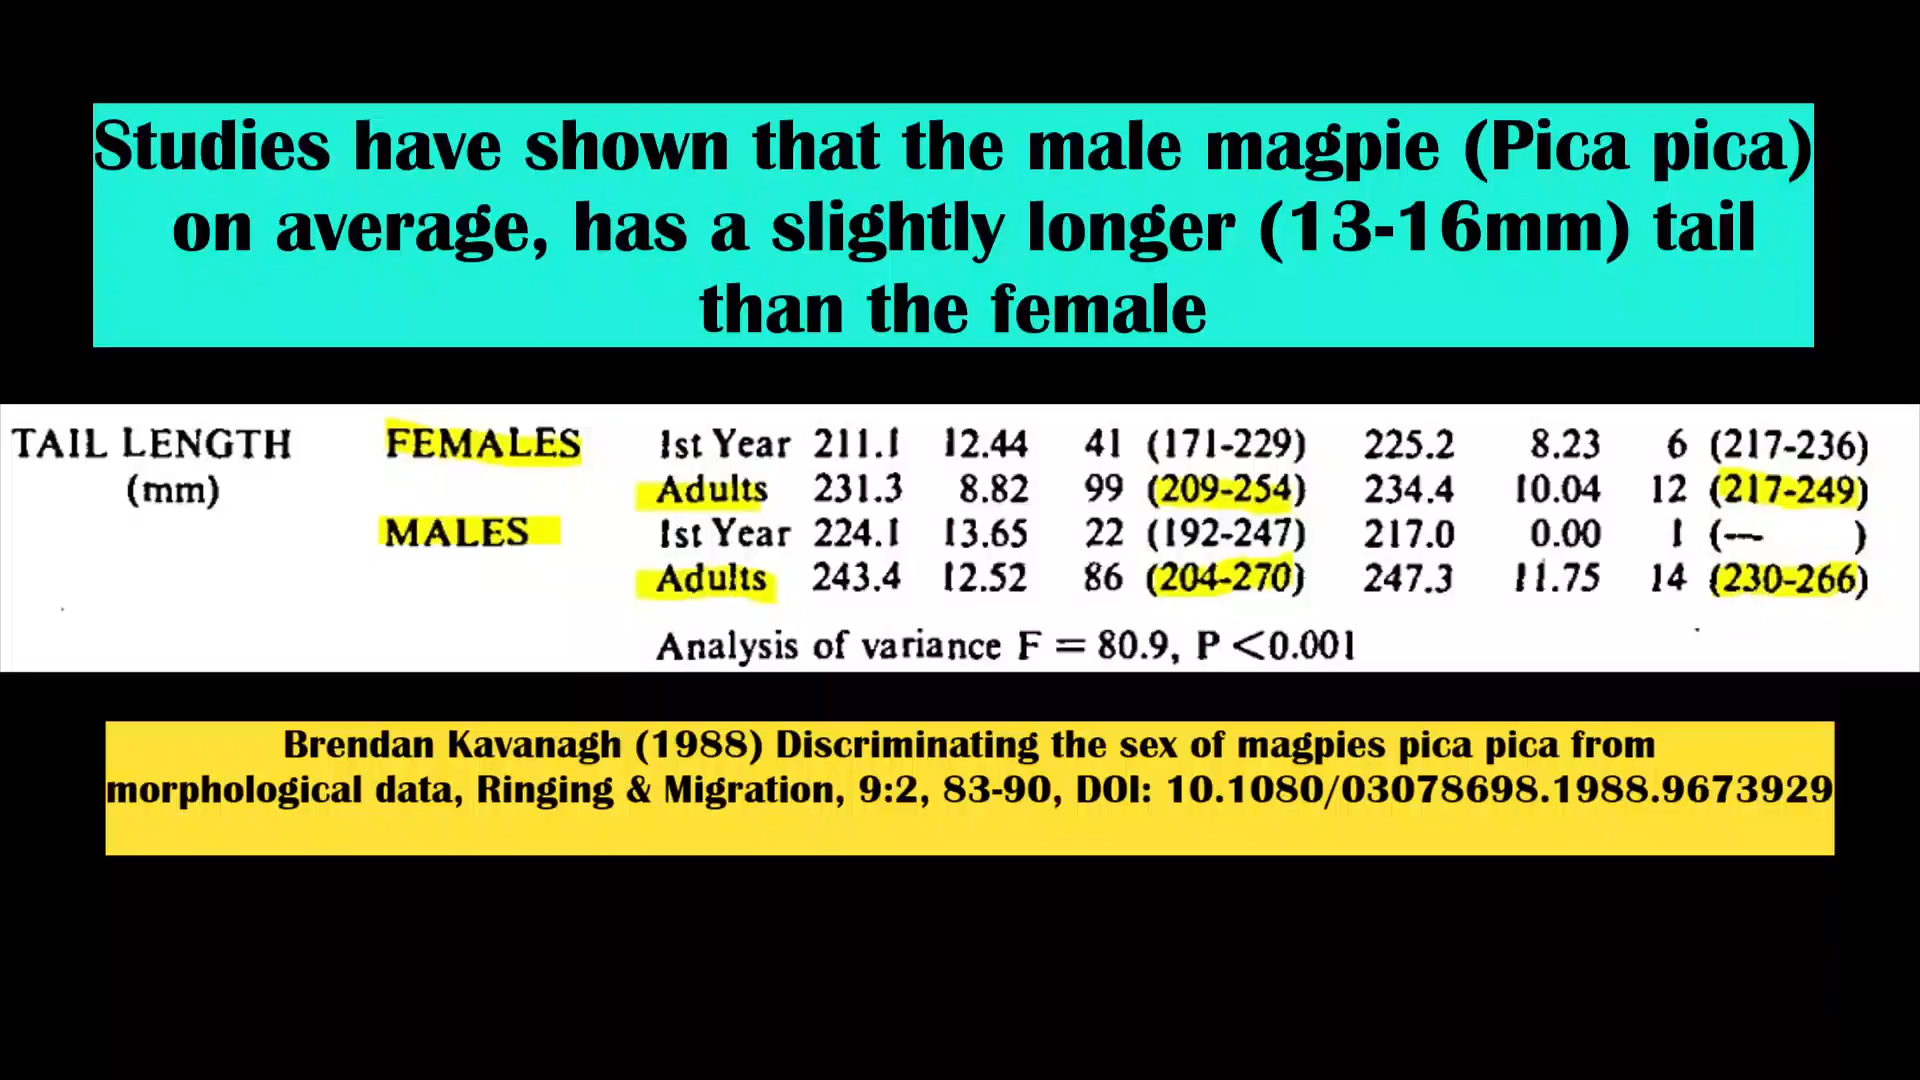 Studies have shown that the male magpie (Pica pica)
on average, has a slightly longer (13-16mm) tail
than the female
TAIL LENGTH FEMALES 1st Year 211.1 12.44 41 (171-229) 225.2 8.23 6 (217-236)
(mm) Adults 231.3 8.82 99 (209-254) 234.4 10.04 12 (217-249)
MALES 1st Year 224.1 13.65 22 (192-247) 217.0 0.00 1 (— )
Adults 243.4 12.52 86 (204-270) 247.3 11.75 14 (230-266)
Analysis of variance F = 80.9, P <0.001
Brendan Kavanagh (1988) Discriminating the sex of magpies pica pica from
morphological data, Ringing & Migration, 9:2, 83-90, DOI: 10.1080/03078698.1988.9673929